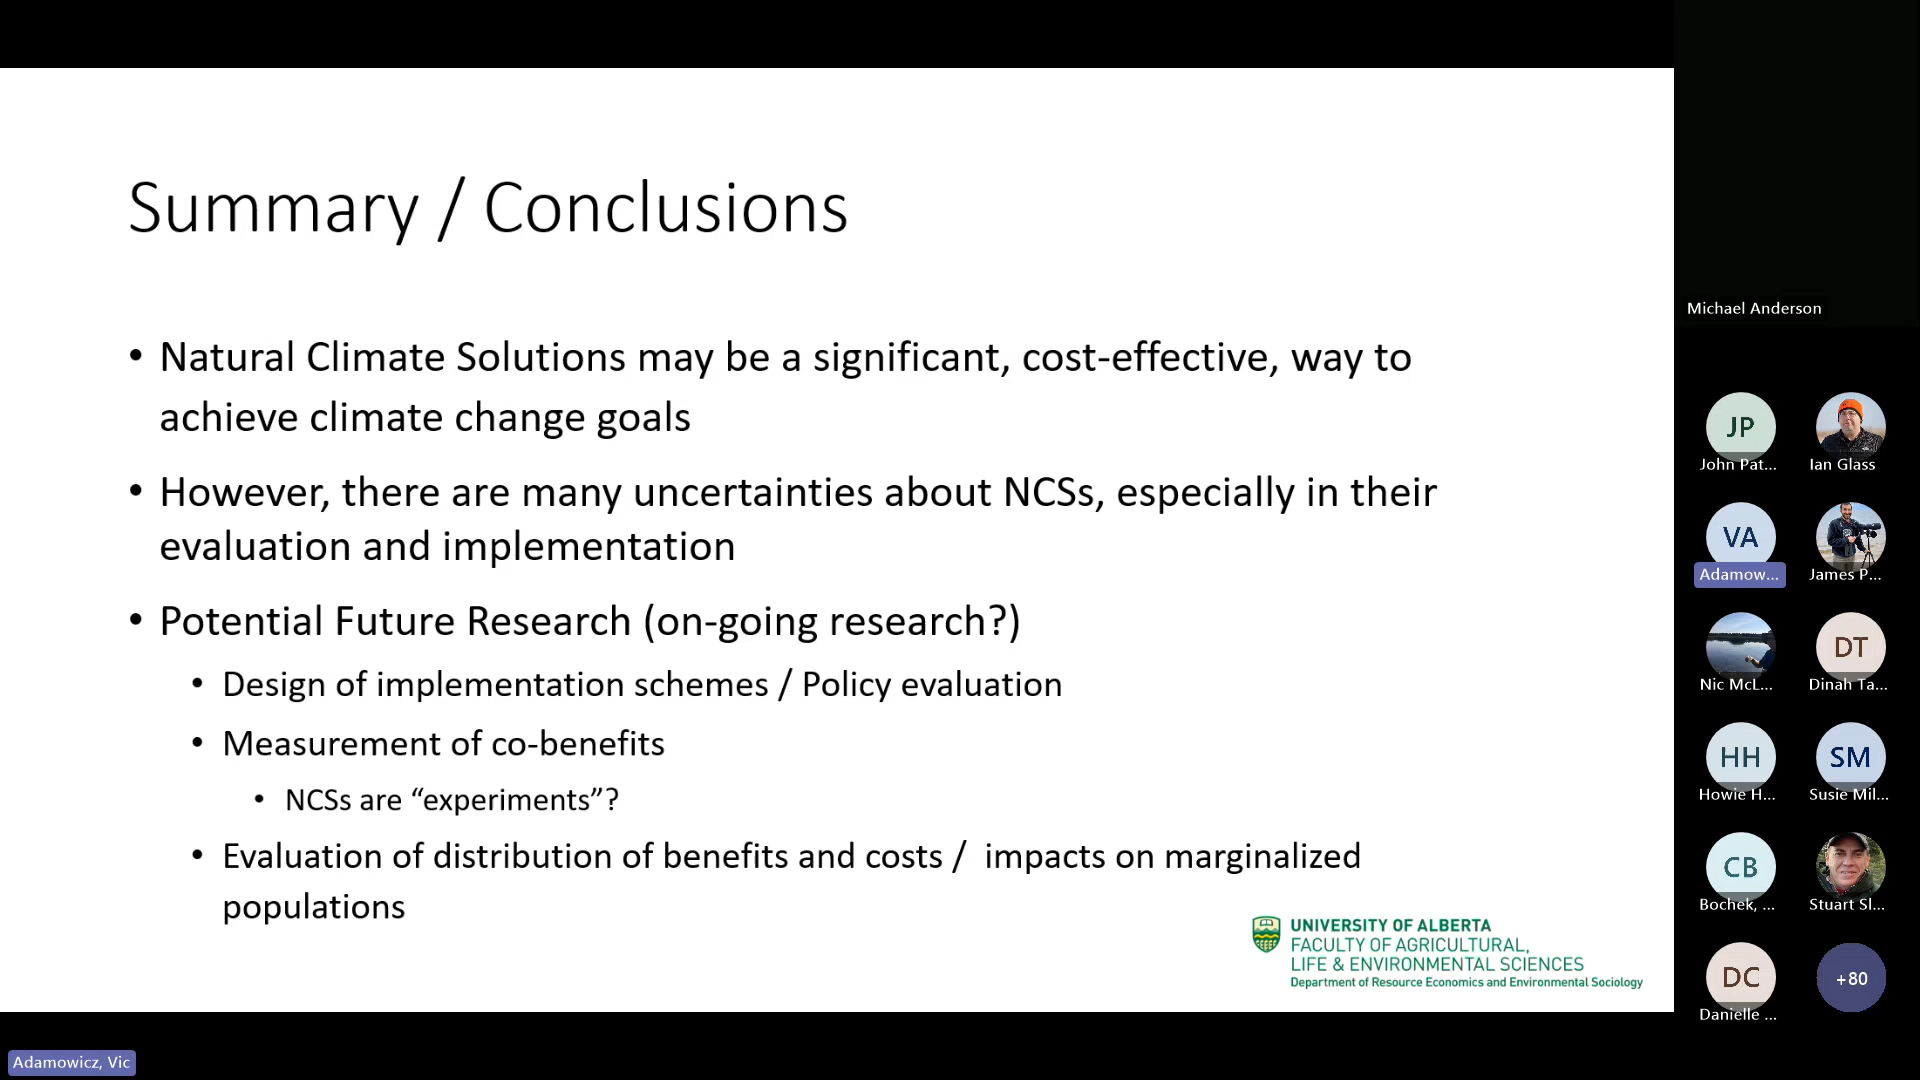 Summary / Conclusions
• Natural Climate Solutions may be a significant, cost-effective, way to
achieve climate change goals
• However, there are many uncertainties about NCSs, especially in their
evaluation and implementation
• Potential Future Research (on-going research?)
• Design of implementation schemes / Policy evaluation
• Measurement of co-benefits
• NCSs are “experiments”?
• Evaluation of distribution of benefits and costs / impacts on marginalized
populations
UNIVERSITY OF ALBERTA
FACULTY OF AGRICULTURAL,
LIFE & ENVIRONMENTAL SCIENCES
Department of Resource Economics and Environmental Sociology
Adamowicz, Vic
Michael Anderson
JP
John Pat...
Ian Glass
VA
Adamow...
James P...
Nic McL...
DT
Dinah Ta...
HH
Howie H...
SM
Susie Mil...
CB
Bochek, ...
Stuart Sl...
DC
Danielle ...
+80